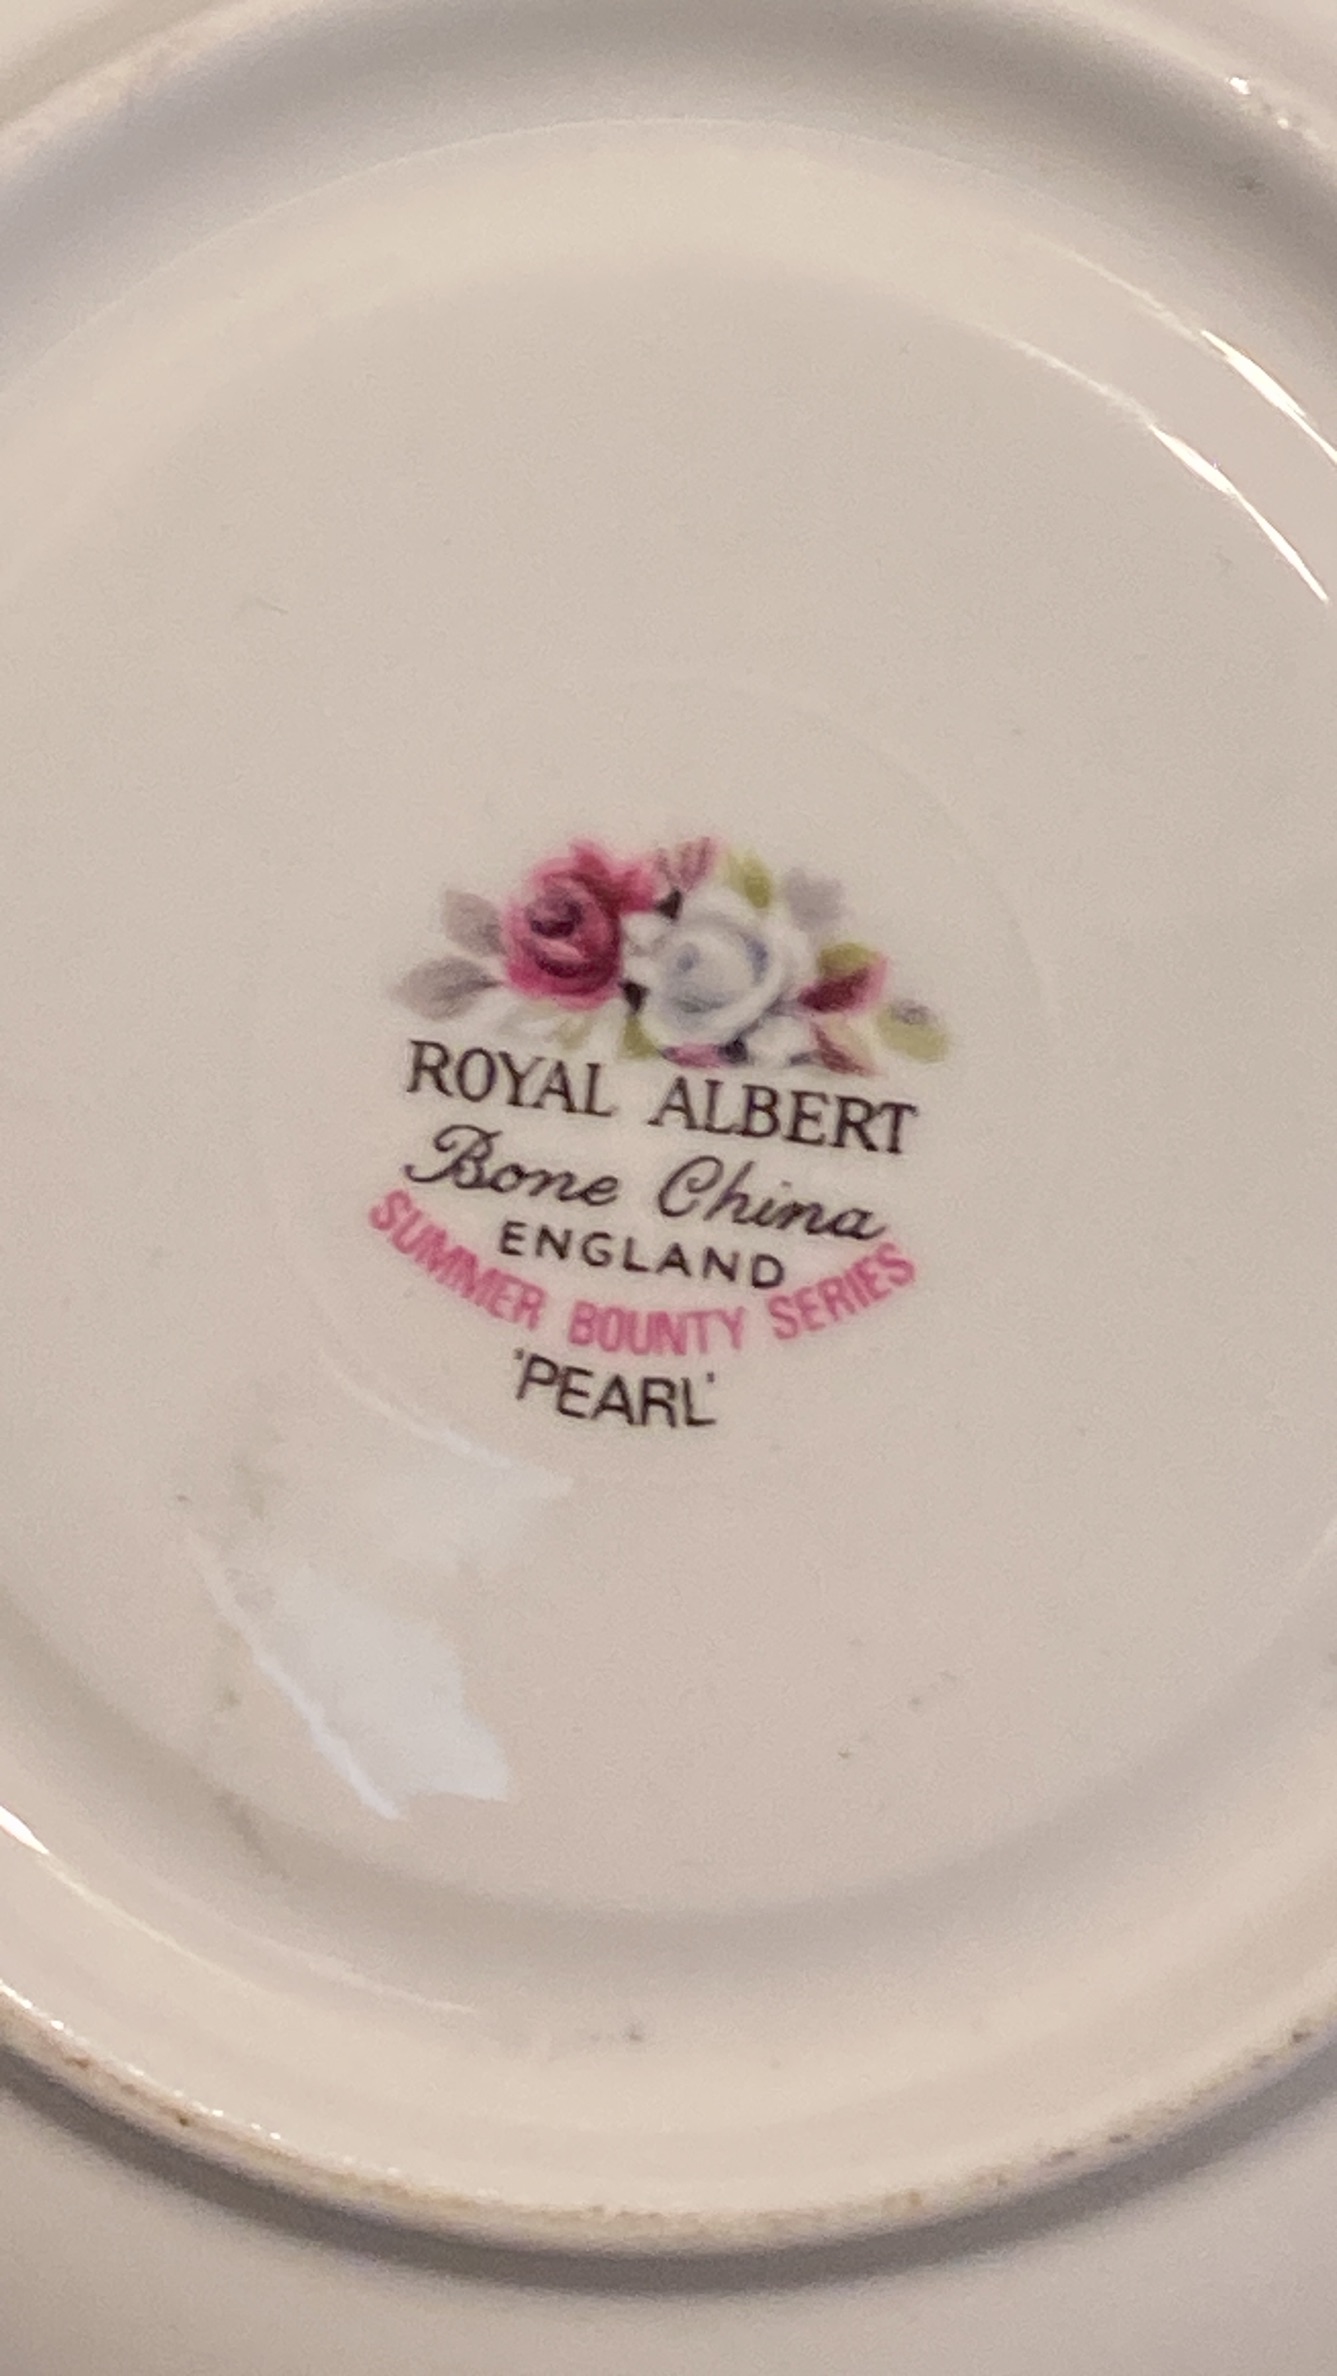 ROYAL ALBERT
Bone China
ENGLAND
SUMMER BOUNTY SERIES
'PEARL'